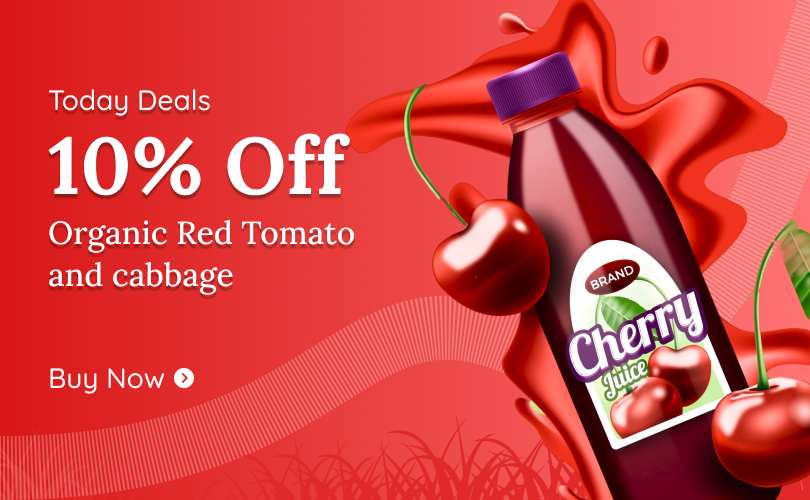 Today Deals
10% Off
Organic Red Tomato
and cabbage
Buy Now
BRAND
Cherry
Juice